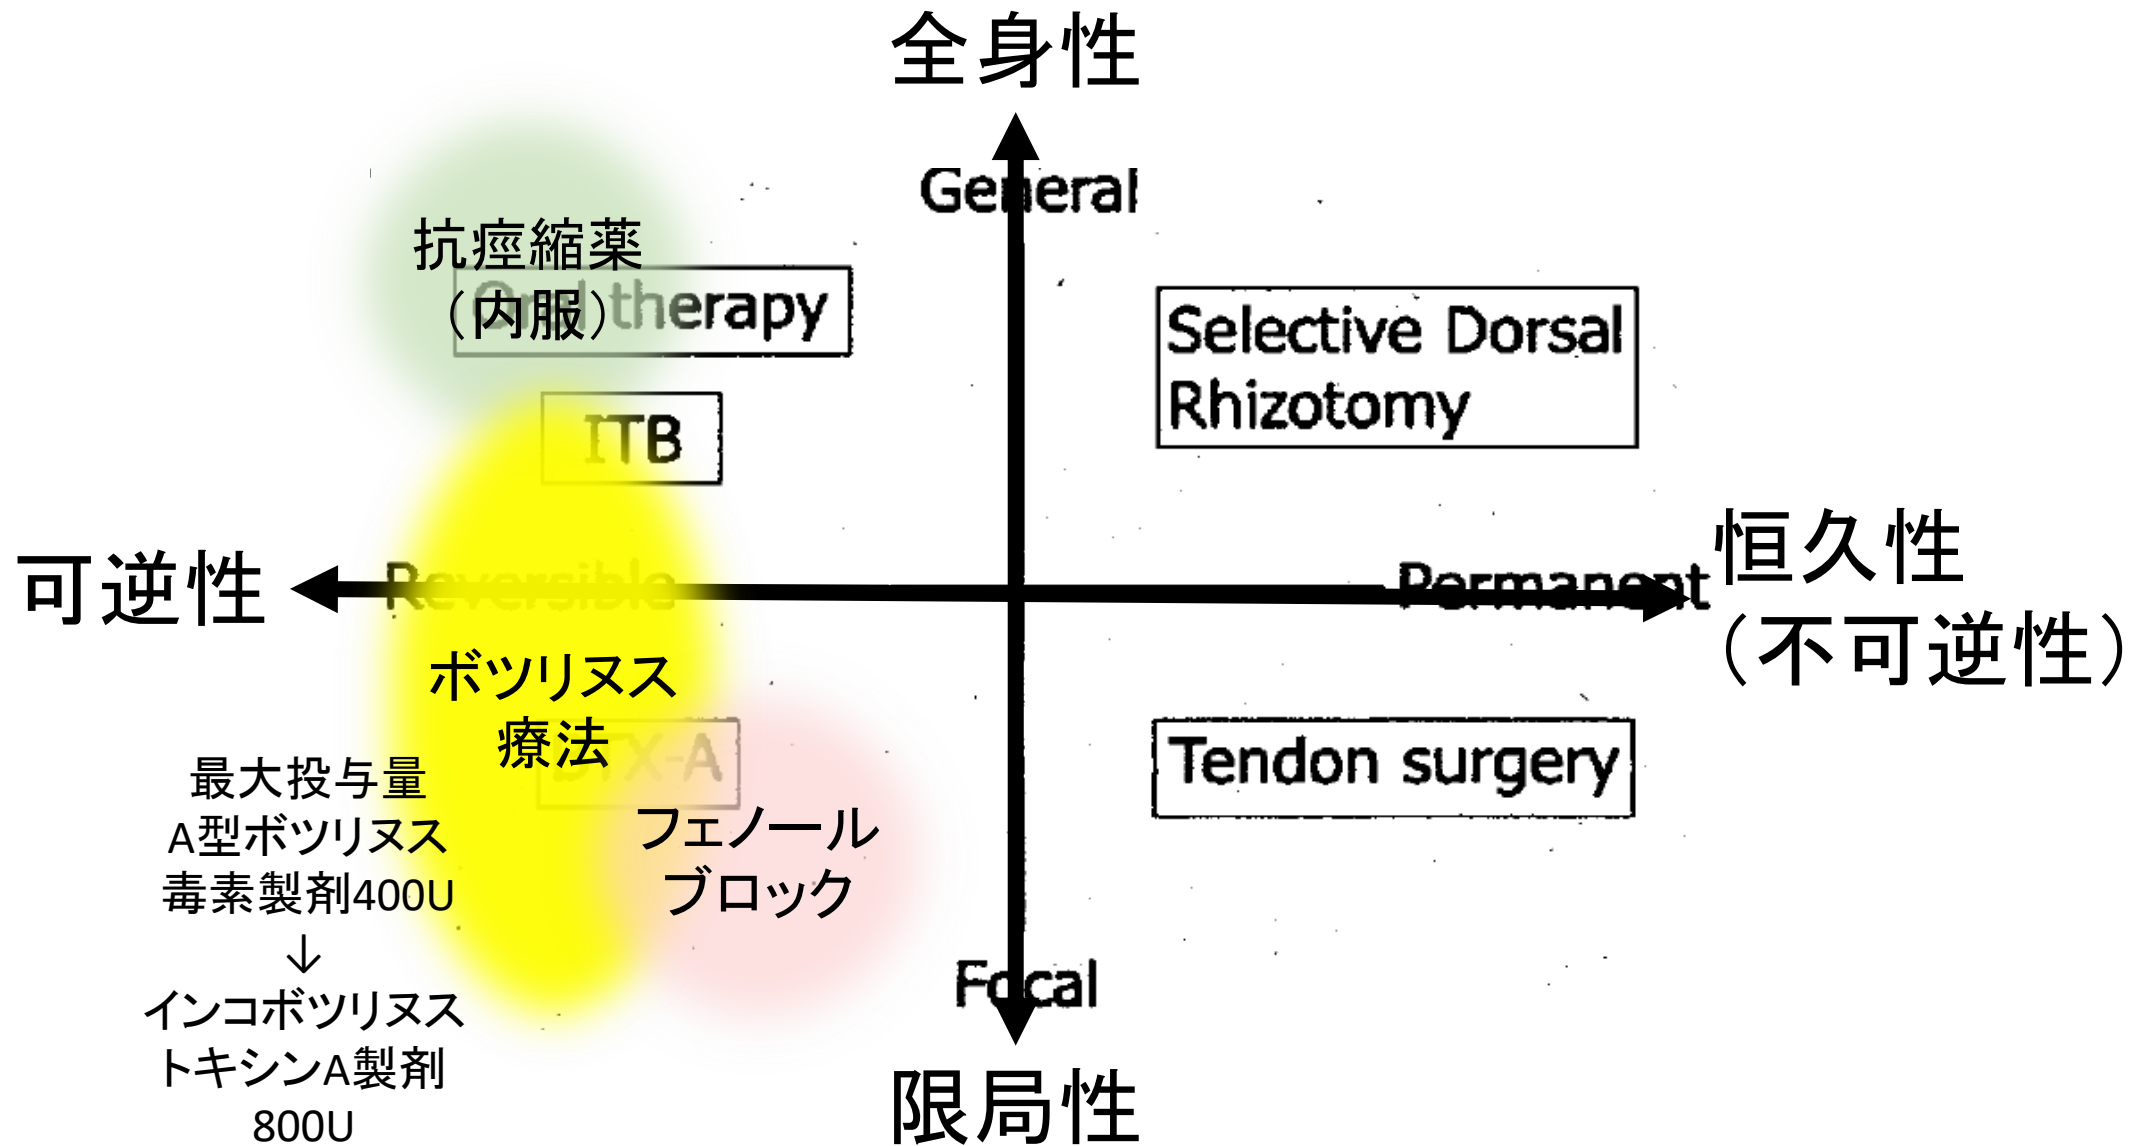 全身性
General
抗痙縮薬
（内服）
Oral therapy
Selective Dorsal
Rhizotomy
ITB
可逆性
Reversible
Permanent
恒久性
（不可逆性）
ボツリヌス
療法
BTX-A
Tendon surgery
フェノール
ブロック
最大投与量
A型ボツリヌス
毒素製剤400U
↓
インコボツリヌス
トキシンA製剤
800U
Focal
限局性